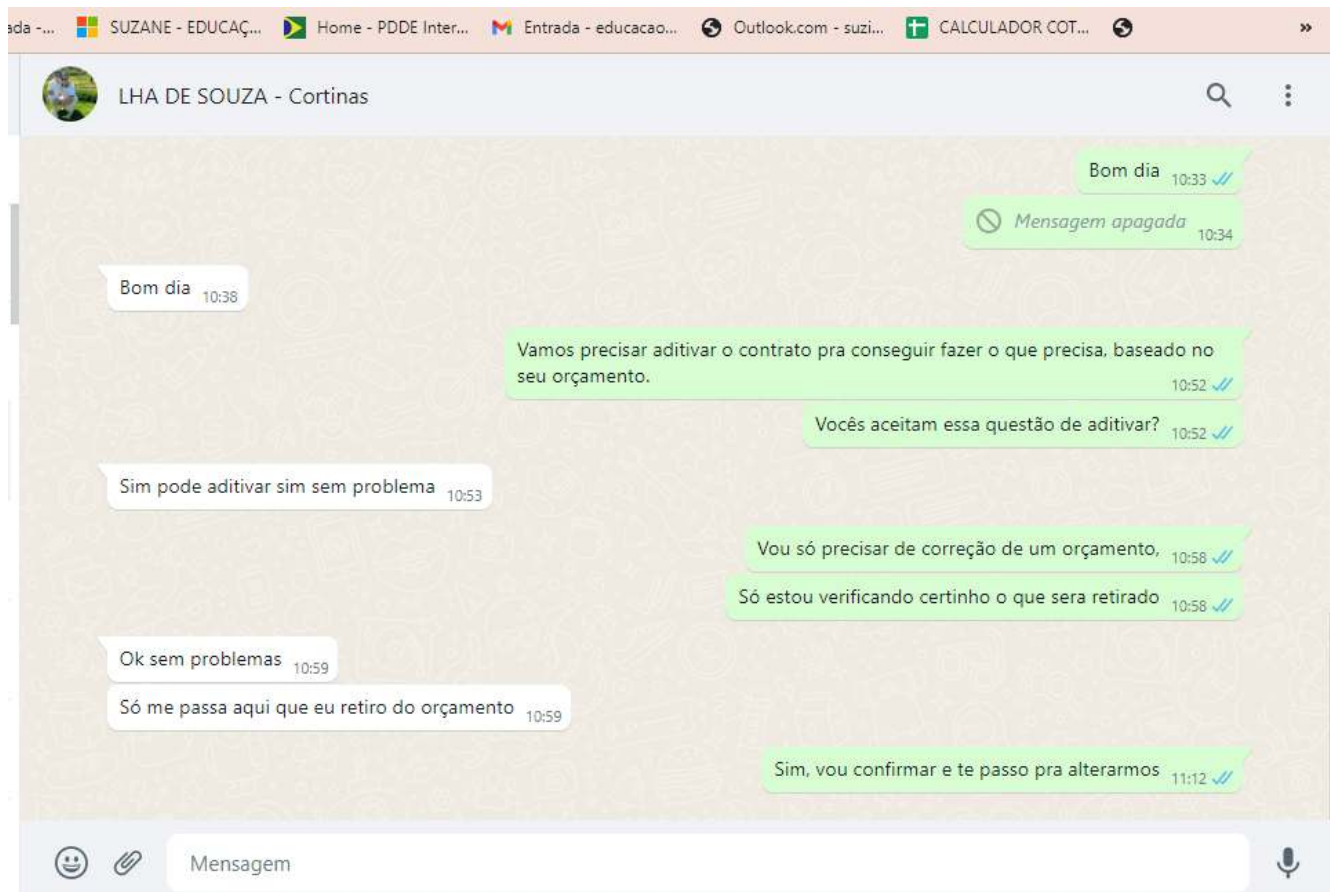 ada -... SUZANE - EDUCAÇ... Home - PDDE Inter... Entrada - educacao... Outlook.com - suzi... CALCULADOR COT... »
LHA DE SOUZA - Cortinas
Bom dia 10:33
Mensagem apagada 10:34
Bom dia 10:38
Vamos precisar aditivar o contrato pra conseguir fazer o que precisa, baseado no
seu orçamento. 10:52
Vocês aceitam essa questão de aditivar? 10:52
Sim pode aditivar sim sem problema 10:53
Vou só precisar de correção de um orçamento, 10:58
Só estou verificando certinho o que sera retirado 10:58
Ok sem problemas 10:59
Só me passa aqui que eu retiro do orçamento 10:59
Sim, vou confirmar e te passo pra alterarmos 11:12
Mensagem